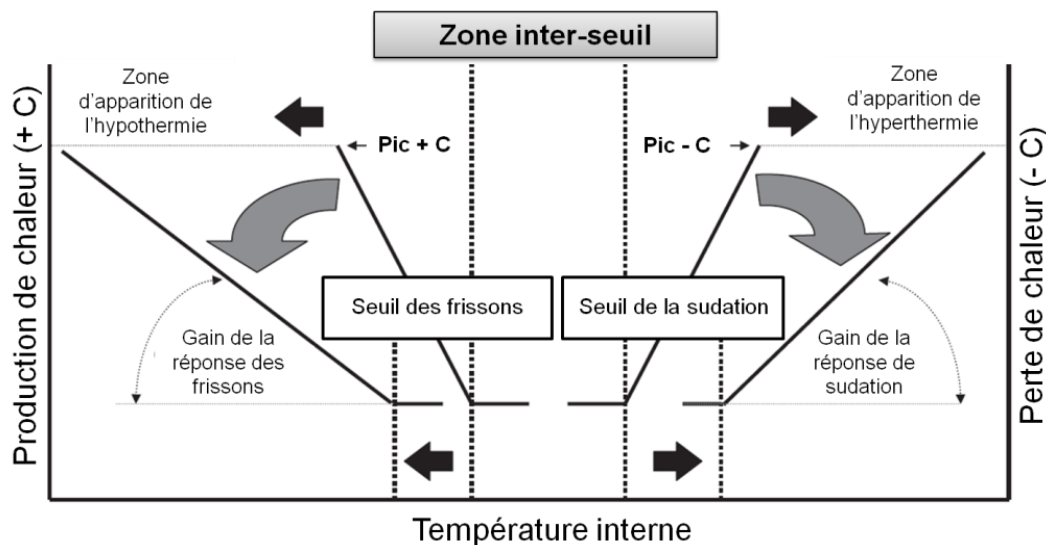 Zone inter-seuil
Zone
d'apparition de
l'hypothermie
Zone
d'apparition de
l'hyperthermie
Pic + C
Pic - C
Production de chaleur (+ C)
Perte de chaleur (- C)
Seuil des frissons
Seuil de la sudation
Gain de la
réponse des
frissons
Gain de la
réponse de
sudation
Température interne